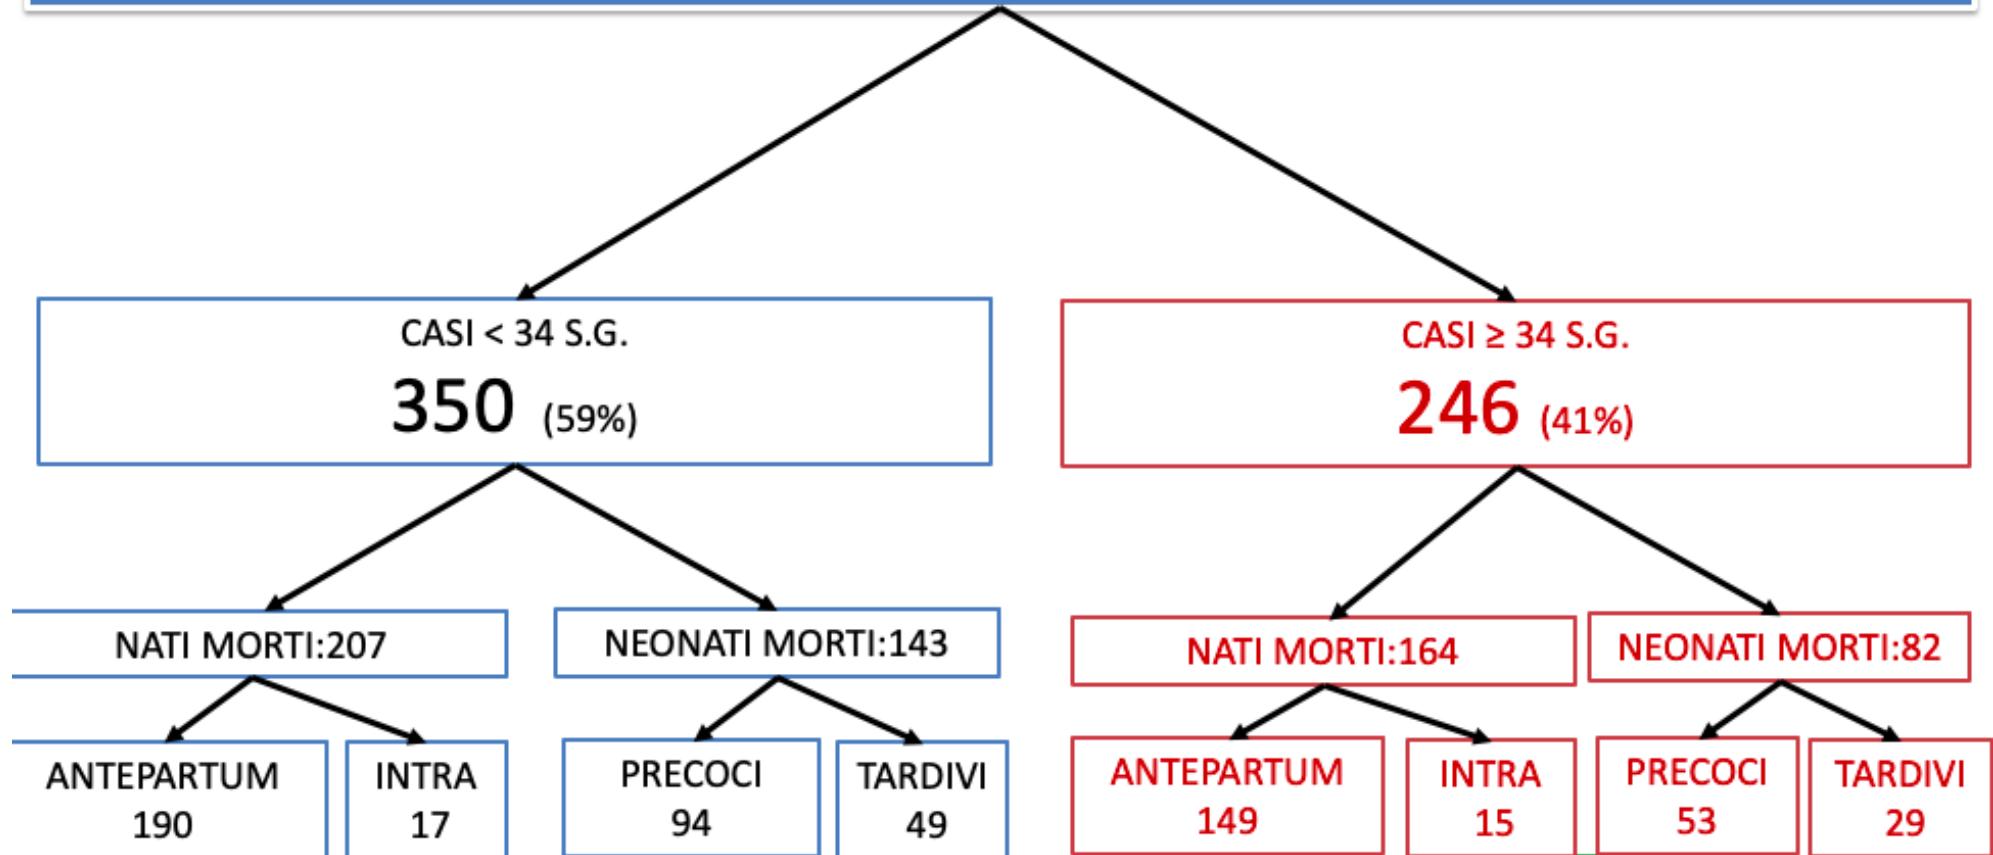 CASI < 34 S.G.
350 (59%)
CASI ≥ 34 S.G.
246 (41%)
NATI MORTI:207
NEONATI MORTI:143
NATI MORTI:164
NEONATI MORTI:82
ANTEPARTUM
190
INTRA
17
PRECOCI
94
TARDIVI
49
ANTEPARTUM
149
INTRA
15
PRECOCI
53
TARDIVI
29